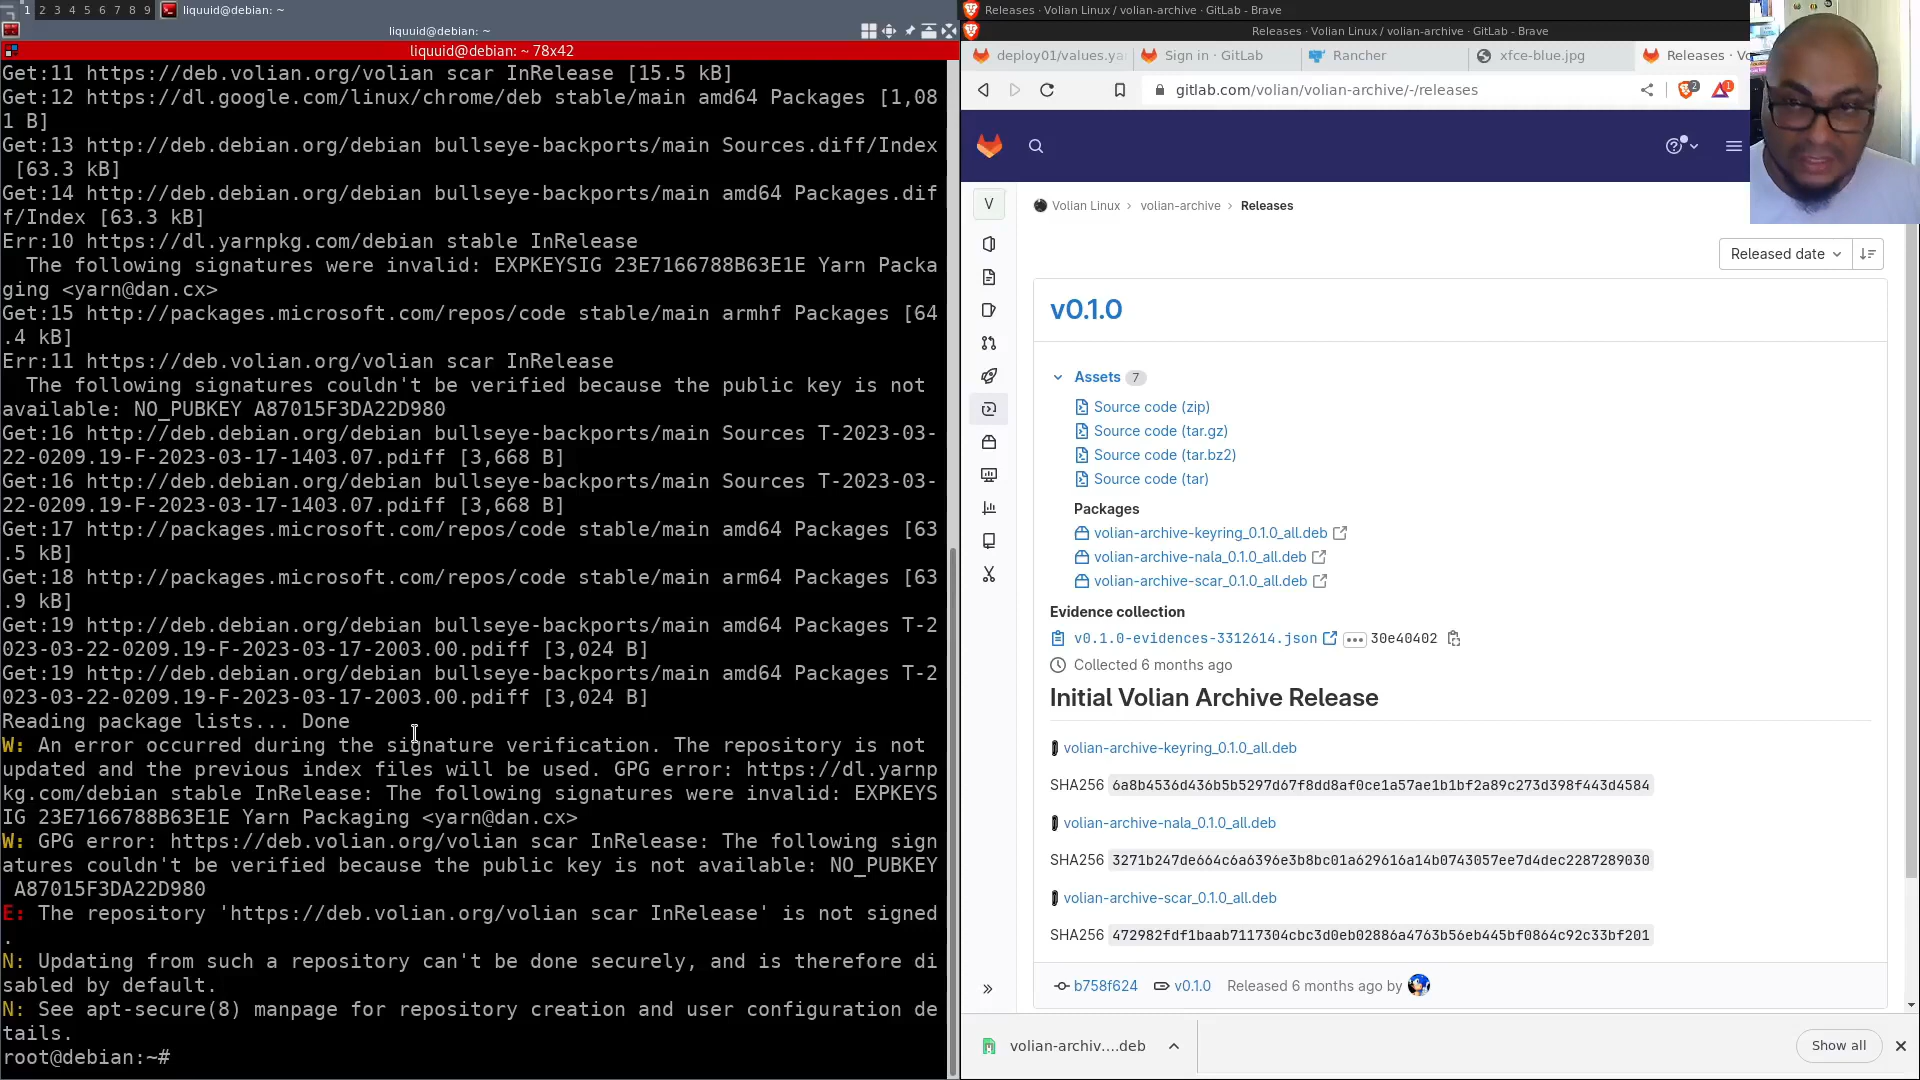 1 2 3 4 5 6 7 8 9 liquuid@debian: ~
liquuid@debian: ~
liquuid@debian: ~ 78x42
Get:11 https://deb.volian.org/volian scar InRelease [15.5 kB]
Get:12 https://dl.google.com/linux/chrome/deb stable/main amd64 Packages [1,08
1 B]
Get:13 http://deb.debian.org/debian bullseye-backports/main Sources.diff/Index
[63.3 kB]
Get:14 http://deb.debian.org/debian bullseye-backports/main amd64 Packages.dif
f/Index [63.3 kB]
Err:10 https://dl.yarnpkg.com/debian stable InRelease
The following signatures were invalid: EXPKEYSIG 23E7166788B63E1E Yarn Packa
ging <yarn@dan.cx>
Get:15 http://packages.microsoft.com/repos/code stable/main armhf Packages [64
.4 kB]
Err:11 https://deb.volian.org/volian scar InRelease
The following signatures couldn't be verified because the public key is not
available: NO_PUBKEY A87015F3DA22D980
Get:16 http://deb.debian.org/debian bullseye-backports/main Sources T-2023-03-
22-0209.19-F-2023-03-17-1403.07.pdiff [3,668 B]
Get:16 http://deb.debian.org/debian bullseye-backports/main Sources T-2023-03-
22-0209.19-F-2023-03-17-1403.07.pdiff [3,668 B]
Get:17 http://packages.microsoft.com/repos/code stable/main amd64 Packages [63
.5 kB]
Get:18 http://packages.microsoft.com/repos/code stable/main arm64 Packages [63
.9 kB]
Get:19 http://deb.debian.org/debian bullseye-backports/main amd64 Packages T-2
023-03-22-0209.19-F-2023-03-17-2003.00.pdiff [3,024 B]
Get:19 http://deb.debian.org/debian bullseye-backports/main amd64 Packages T-2
023-03-22-0209.19-F-2023-03-17-2003.00.pdiff [3,024 B]
Reading package lists... Done
W: An error occurred during the signature verification. The repository is not
updated and the previous index files will be used. GPG error: https://dl.yarnp
kg.com/debian stable InRelease: The following signatures were invalid: EXPKEYS
IG 23E7166788B63E1E Yarn Packaging <yarn@dan.cx>
W: GPG error: https://deb.volian.org/volian scar InRelease: The following sign
atures couldn't be verified because the public key is not available: NO_PUBKEY
A87015F3DA22D980
E: The repository 'https://deb.volian.org/volian scar InRelease' is not signed
.
N: Updating from such a repository can't be done securely, and is therefore di
sabled by default.
N: See apt-secure(8) manpage for repository creation and user configuration de
tails.
root@debian:~#
Releases · Volian Linux / volian-archive · GitLab - Brave
Releases · Volian Linux / volian-archive · GitLab - Brave
deploy01/values.ya Sign in · GitLab Rancher xfce-blue.jpg Releases · Vo
gitlab.com/volian/volian-archive/-/releases 2 1
V Volian Linux › volian-archive › Releases
Released date
v0.1.0
Assets 7
Source code (zip)
Source code (tar.gz)
Source code (tar.bz2)
Source code (tar)
Packages
volian-archive-keyring_0.1.0_all.deb
volian-archive-nala_0.1.0_all.deb
volian-archive-scar_0.1.0_all.deb
Evidence collection
v0.1.0-evidences-3312614.json 30e40402
Collected 6 months ago
Initial Volian Archive Release
volian-archive-keyring_0.1.0_all.deb
SHA256 6a8b4536d436b5b5297d67f8dd8af0ce1a57ae1b1bf2a89c273d398f443d4584
volian-archive-nala_0.1.0_all.deb
SHA256 3271b247de664c6a6396e3b8bc01a629616a14b0743057ee7d4dec2287289030
volian-archive-scar_0.1.0_all.deb
SHA256 472982fdf1baab7117304cbc3d0eb02886a4763b56eb445bf0864c92c33bf201
b758f624 v0.1.0 Released 6 months ago by
volian-archiv....deb
Show all